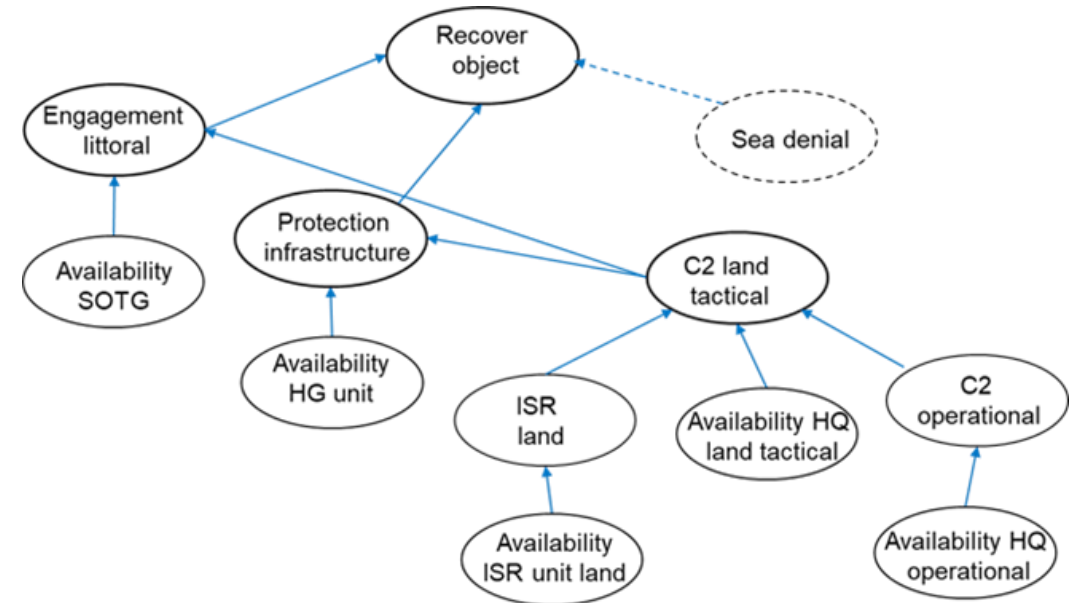 Recover
object
Engagement
littoral
Sea denial
Protection
infrastructure
Availability
SOTG
C2 land
tactical
Availability
HG unit
ISR
land
Availability HQ
land tactical
C2
operational
Availability
ISR unit land
Availability HQ
operational